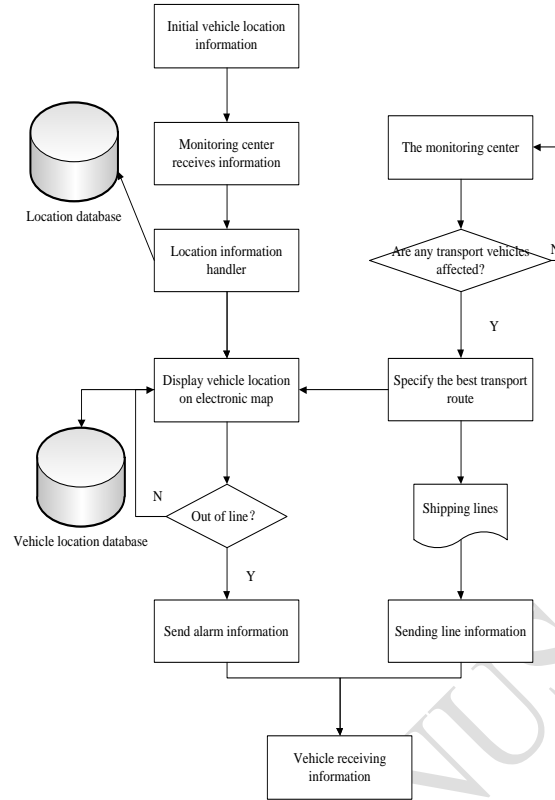 Initial vehicle location
information
Monitoring center
receives information
The monitoring center
Location database
Location information
handler
Are any transport vehicles
affected?
N
Y
Display vehicle location
on electronic map
Specify the best transport
route
N
Out of line?
Shipping lines
Vehicle location database
Y
Send alarm information
Sending line information
Vehicle receiving
information